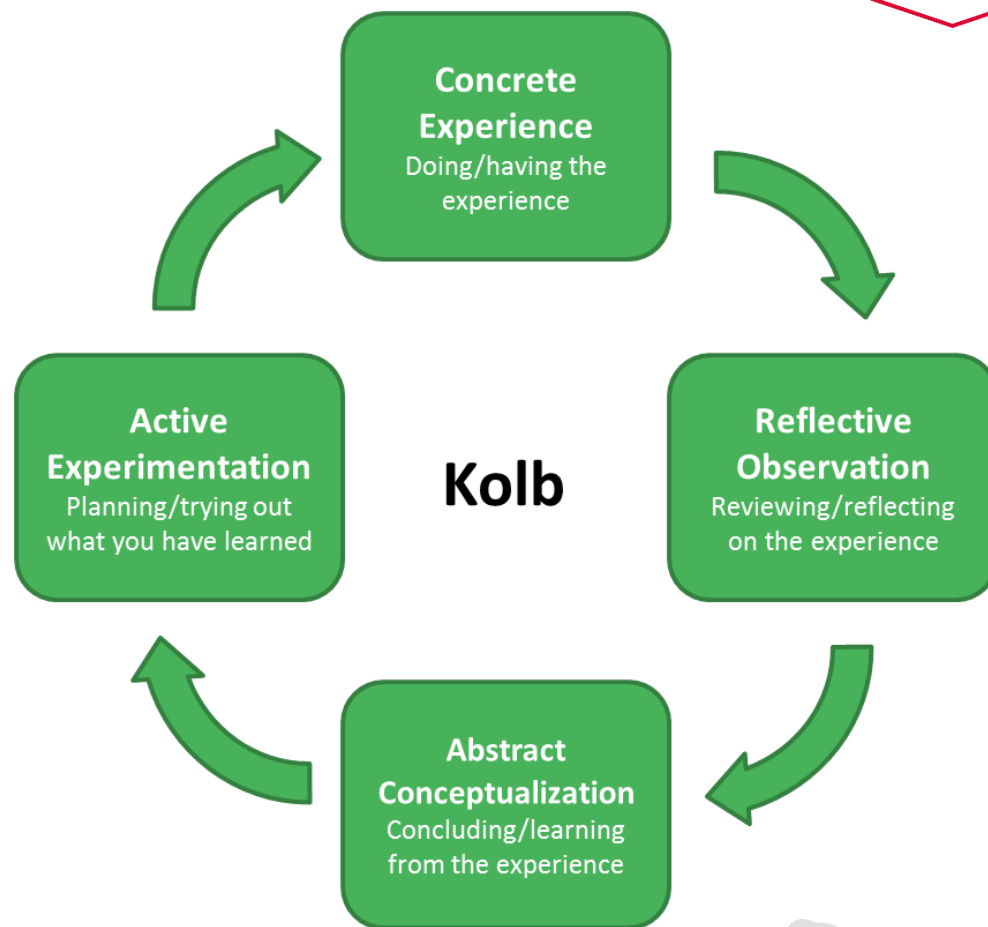 Concrete
Experience
Doing/having the
experience
Reflective
Observation
Reviewing/reflecting
on the experience
Abstract
Conceptualization
Concluding/learning
from the experience
Active
Experimentation
Planning/trying out
what you have learned
Kolb